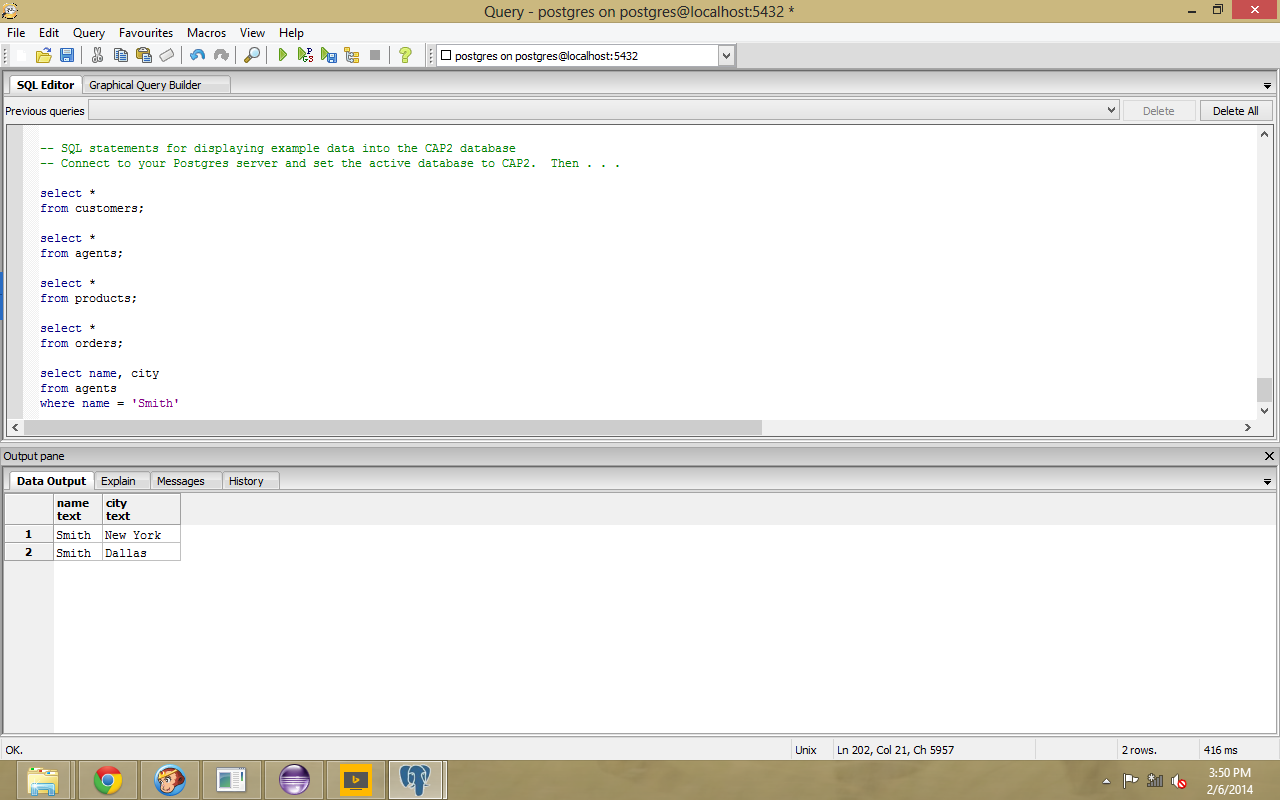 Query - postgres on postgres@localhost:5432 *
File Edit Query Favourites Macros View Help
postgres on postgres@localhost:5432
SQL Editor Graphical Query Builder
Previous queries Delete Delete All
-- SQL statements for displaying example data into the CAP2 database
-- Connect to your Postgres server and set the active database to CAP2.  Then . . .
select *
from customers;
select *
from agents;
select *
from products;
select *
from orders;
select name, city
from agents
where name = 'Smith'
Output pane
Data Output Explain Messages History
name city
text text
1 Smith New York
2 Smith Dallas
OK. Unix Ln 202, Col 21, Ch 5957 2 rows. 416 ms
3:50 PM
2/6/2014